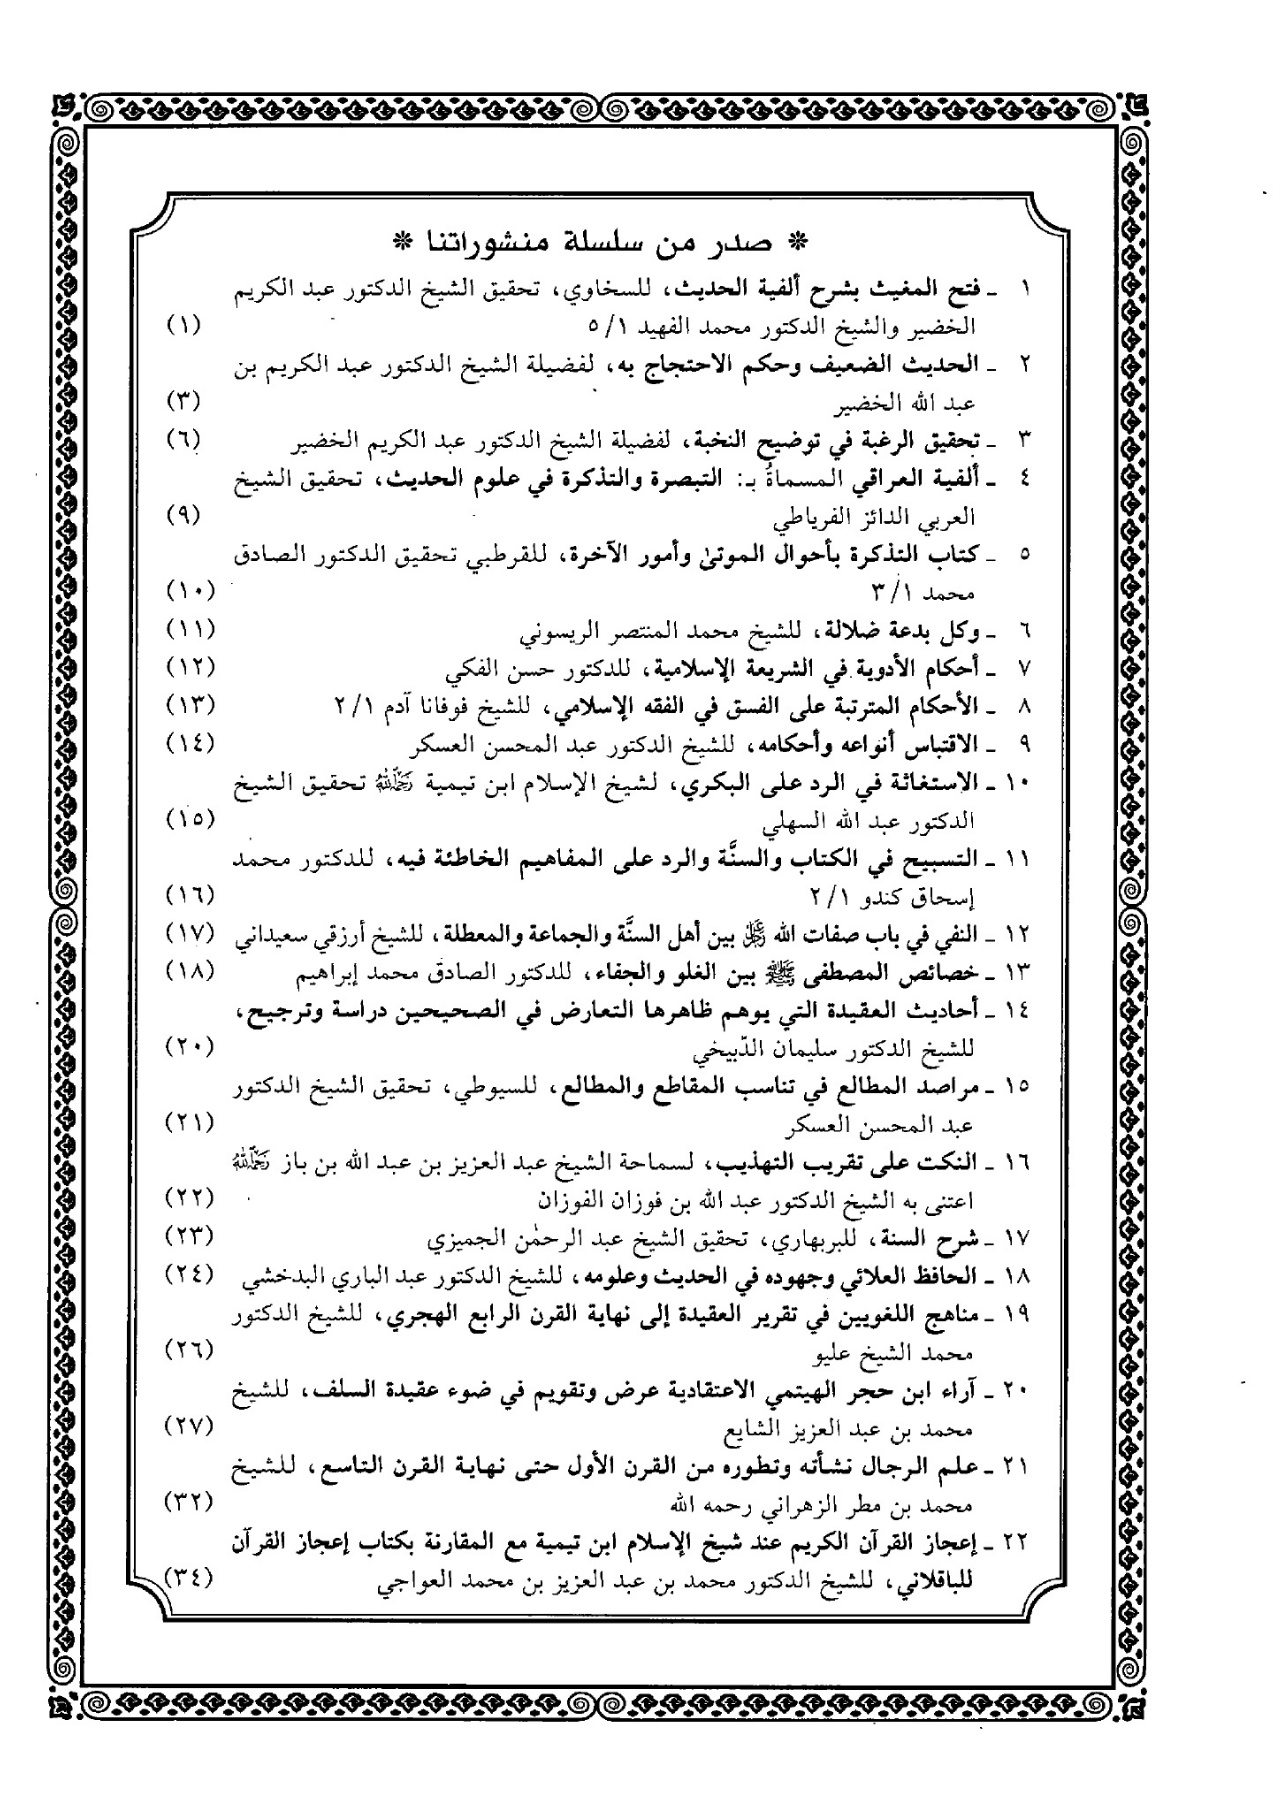 * صدر من سلسلة منشوراتنا *
١ ـ فتح المغيث بشرح ألفية الحديث، للسخاوي، تحقيق الشيخ الدكتور عبد الكريم
الخضير والشيخ الدكتور محمد الفهيد ١/ ٥ (١)
٢ ـ الحديث الضعيف وحكم الاحتجاج به، لفضيلة الشيخ الدكتور عبد الكريم بن
عبد الله الخضير (٣)
٣ ـ تحقيق الرغبة في توضيح النخبة، لفضيلة الشيخ الدكتور عبد الكريم الخضير (٦)
٤ ـ ألفية العراقي المسماةُ بـ: التبصرة والتذكرة في علوم الحديث، تحقيق الشيخ
العربي الدائز الفرياطي (٩)
٥ ـ كتاب التذكرة بأحوال الموتىٰ وأمور الآخرة، للقرطبي تحقيق الدكتور الصادق
محمد ١/ ٣ (١٠)
٦ ـ وكل بدعة ضلالة، للشيخ محمد المنتصر الريسوني (١١)
٧ ـ أحكام الأدوية في الشريعة الإسلامية، للدكتور حسن الفكي (١٢)
٨ ـ الأحكام المترتبة على الفسق في الفقه الإسلامي، للشيخ فوفانا آدم ١/ ٢ (١٣)
٩ ـ الاقتباس أنواعه وأحكامه، للشيخ الدكتور عبد المحسن العسكر (١٤)
١٠ ـ الاستغاثة في الرد على البكري، لشيخ الإسلام ابن تيمية رحمه الله تحقيق الشيخ
الدكتور عبد الله السهلي (١٥)
١١ ـ التسبيح في الكتاب والسنَّة والرد على المفاهيم الخاطئة فيه، للدكتور محمد
إسحاق كندو ١/ ٢ (١٦)
١٢ ـ النفي في باب صفات الله ﷿ بين أهل السنَّة والجماعة والمعطلة، للشيخ أرزقي سعيداني (١٧)
١٣ ـ خصائص المصطفى ﷺ بين الغلو والجفاء، للدكتور الصادق محمد إبراهيم (١٨)
١٤ ـ أحاديث العقيدة التي يوهم ظاهرها التعارض في الصحيحين دراسة وترجيح،
للشيخ الدكتور سليمان الدّبيخي (٢٠)
١٥ ـ مراصد المطالع في تناسب المقاطع والمطالع، للسيوطي، تحقيق الشيخ الدكتور
عبد المحسن العسكر (٢١)
١٦ ـ النكت على تقريب التهذيب، لسماحة الشيخ عبد العزيز بن عبد الله بن باز رحمه الله
اعتنى به الشيخ الدكتور عبد الله بن فوزان الفوزان (٢٢)
١٧ ـ شرح السنة، للبربهاري، تحقيق الشيخ عبد الرحمٰن الجميزي (٢٣)
١٨ ـ الحافظ العلائي وجهوده في الحديث وعلومه، للشيخ الدكتور عبد الباري البدخشي (٢٤)
١٩ ـ مناهج اللغويين في تقرير العقيدة إلى نهاية القرن الرابع الهجري، للشيخ الدكتور
محمد الشيخ عليو (٢٦)
٢٠ ـ آراء ابن حجر الهيتمي الاعتقادية عرض وتقويم في ضوء عقيدة السلف، للشيخ
محمد بن عبد العزيز الشايع (٢٧)
٢١ ـ علم الرجال نشأته وتطوره من القرن الأول حتى نهاية القرن التاسع، للشيخ
محمد بن مطر الزهراني رحمه الله (٣٢)
٢٢ ـ إعجاز القرآن الكريم عند شيخ الإسلام ابن تيمية مع المقارنة بكتاب إعجاز القرآن
للباقلاني، للشيخ الدكتور محمد بن عبد العزيز بن محمد العواجي (٣٤)